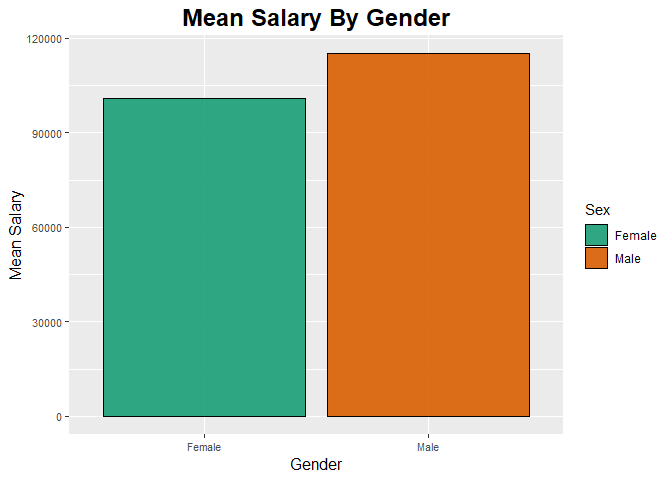 Mean Salary By Gender
120000
90000
60000
30000
0
Mean Salary
Female
Male
Gender
Sex
Female
Male